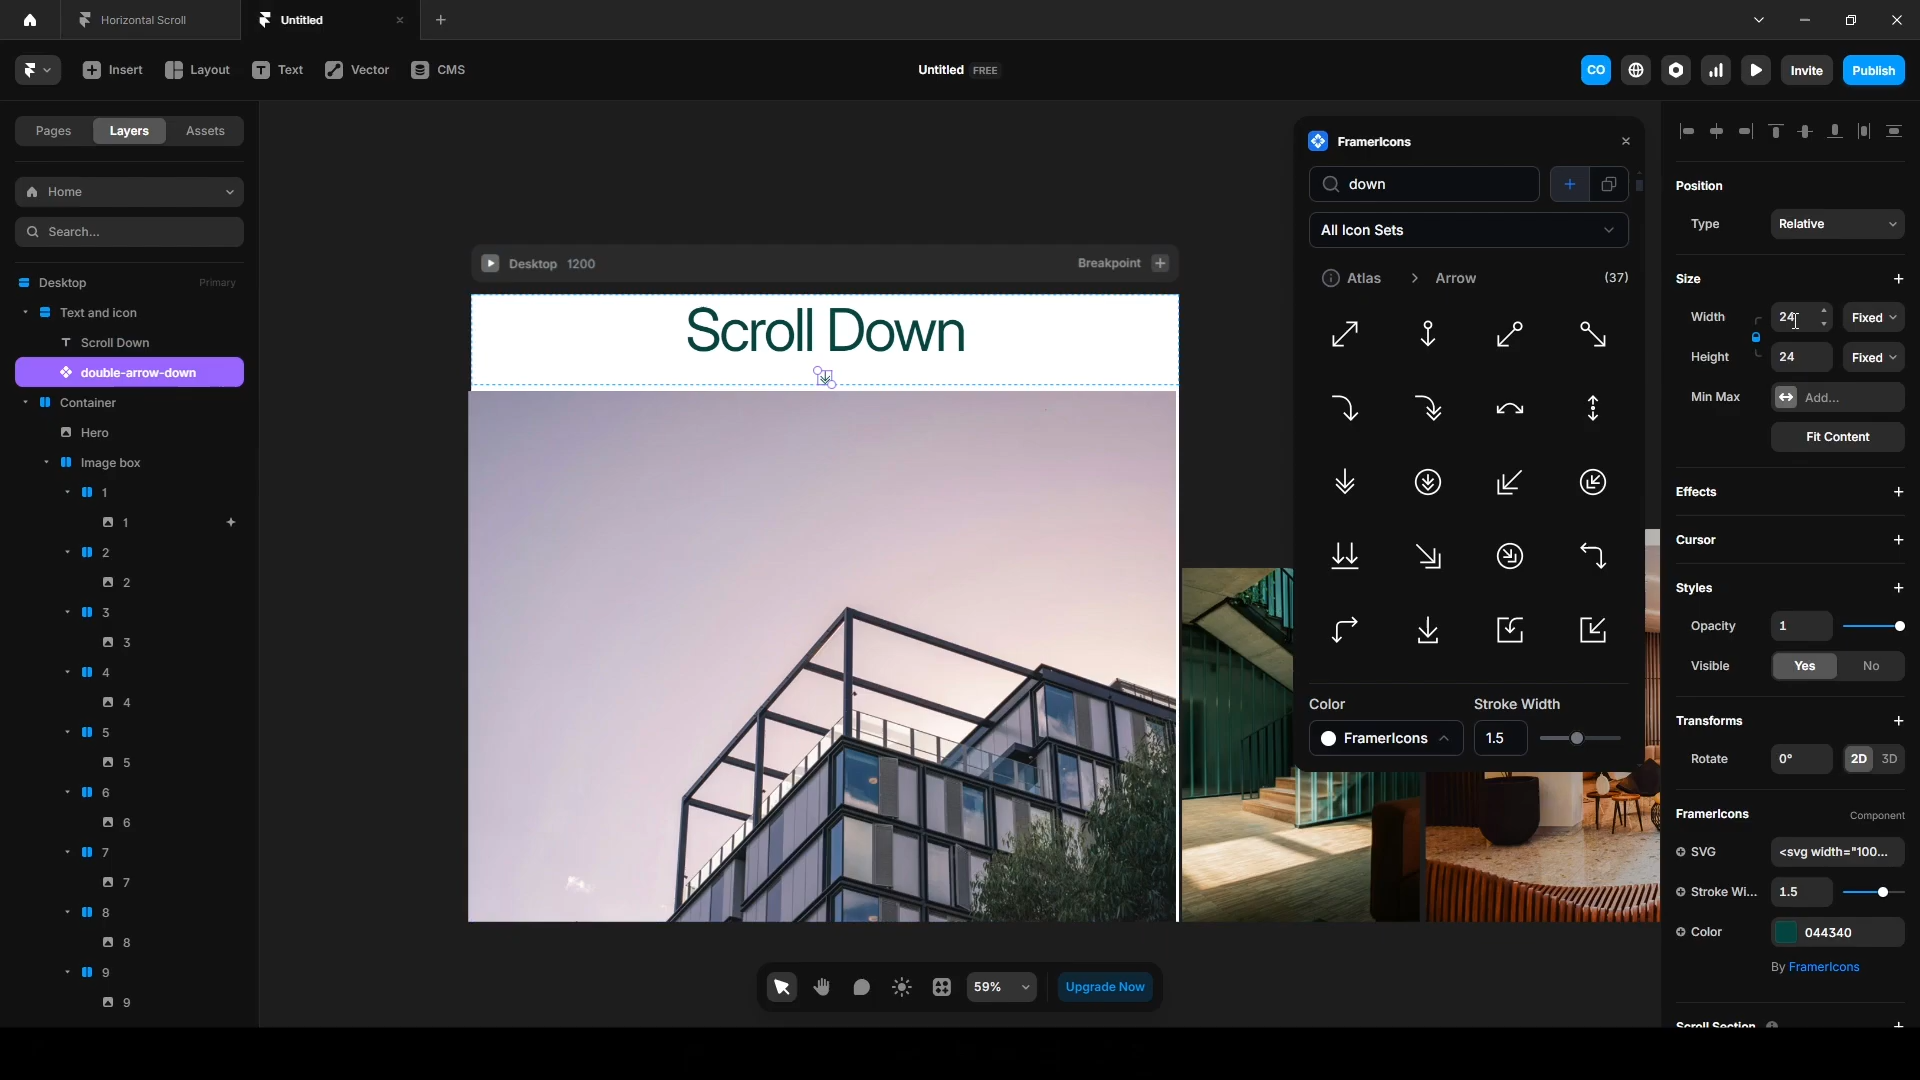 Horizontal Scroll
Untitled
Insert
Layout
Text
Vector
CMS
Untitled FREE
CO
Invite
Publish
Pages
Layers
Assets
Home
Search...
Desktop
Primary
Text and icon
Scroll Down
double-arrow-down
Container
Hero
Image box
1
1
2
2
3
3
4
4
5
5
6
6
7
7
8
8
9
9
Desktop 1200
Breakpoint
Scroll Down
FramerIcons
down
All Icon Sets
Atlas
Arrow
(37)
Color
Stroke Width
FramerIcons
1.5
59%
Upgrade Now
Position
Type
Relative
Size
Width
24
Fixed
Height
24
Fixed
Min Max
Add...
Fit Content
Effects
Cursor
Styles
Opacity
1
Visible
Yes
No
Transforms
Rotate
0°
2D
3D
FramerIcons
Component
SVG
<svg width="100...
Stroke Wi...
1.5
Color
044340
By FramerIcons
Scroll Section